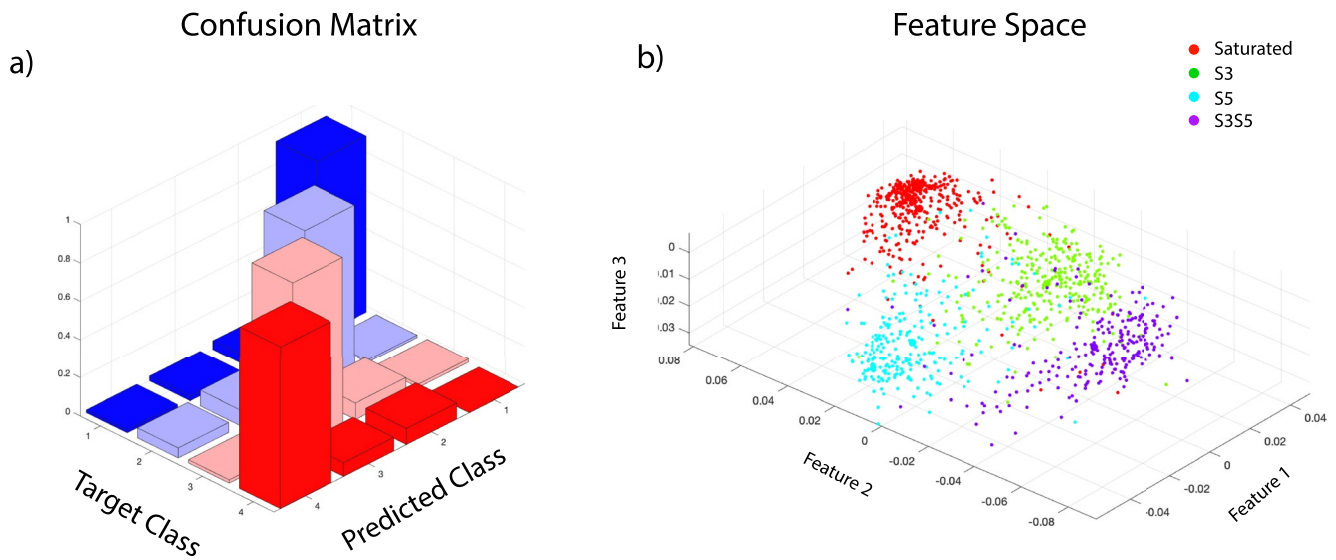 Confusion Matrix
a)
1
0.8
0.6
0.4
0.2
0
1
2
3
4
Target Class
4
3
2
1
Predicted Class
Feature Space
b)
Saturated
S3
S5
S3S5
0
0.01
0.02
0.03
Feature 3
0.08
0.06
0.04
0.02
0
-0.02
-0.04
-0.06
-0.08
Feature 2
-0.04
-0.02
0
0.02
0.04
Feature 1